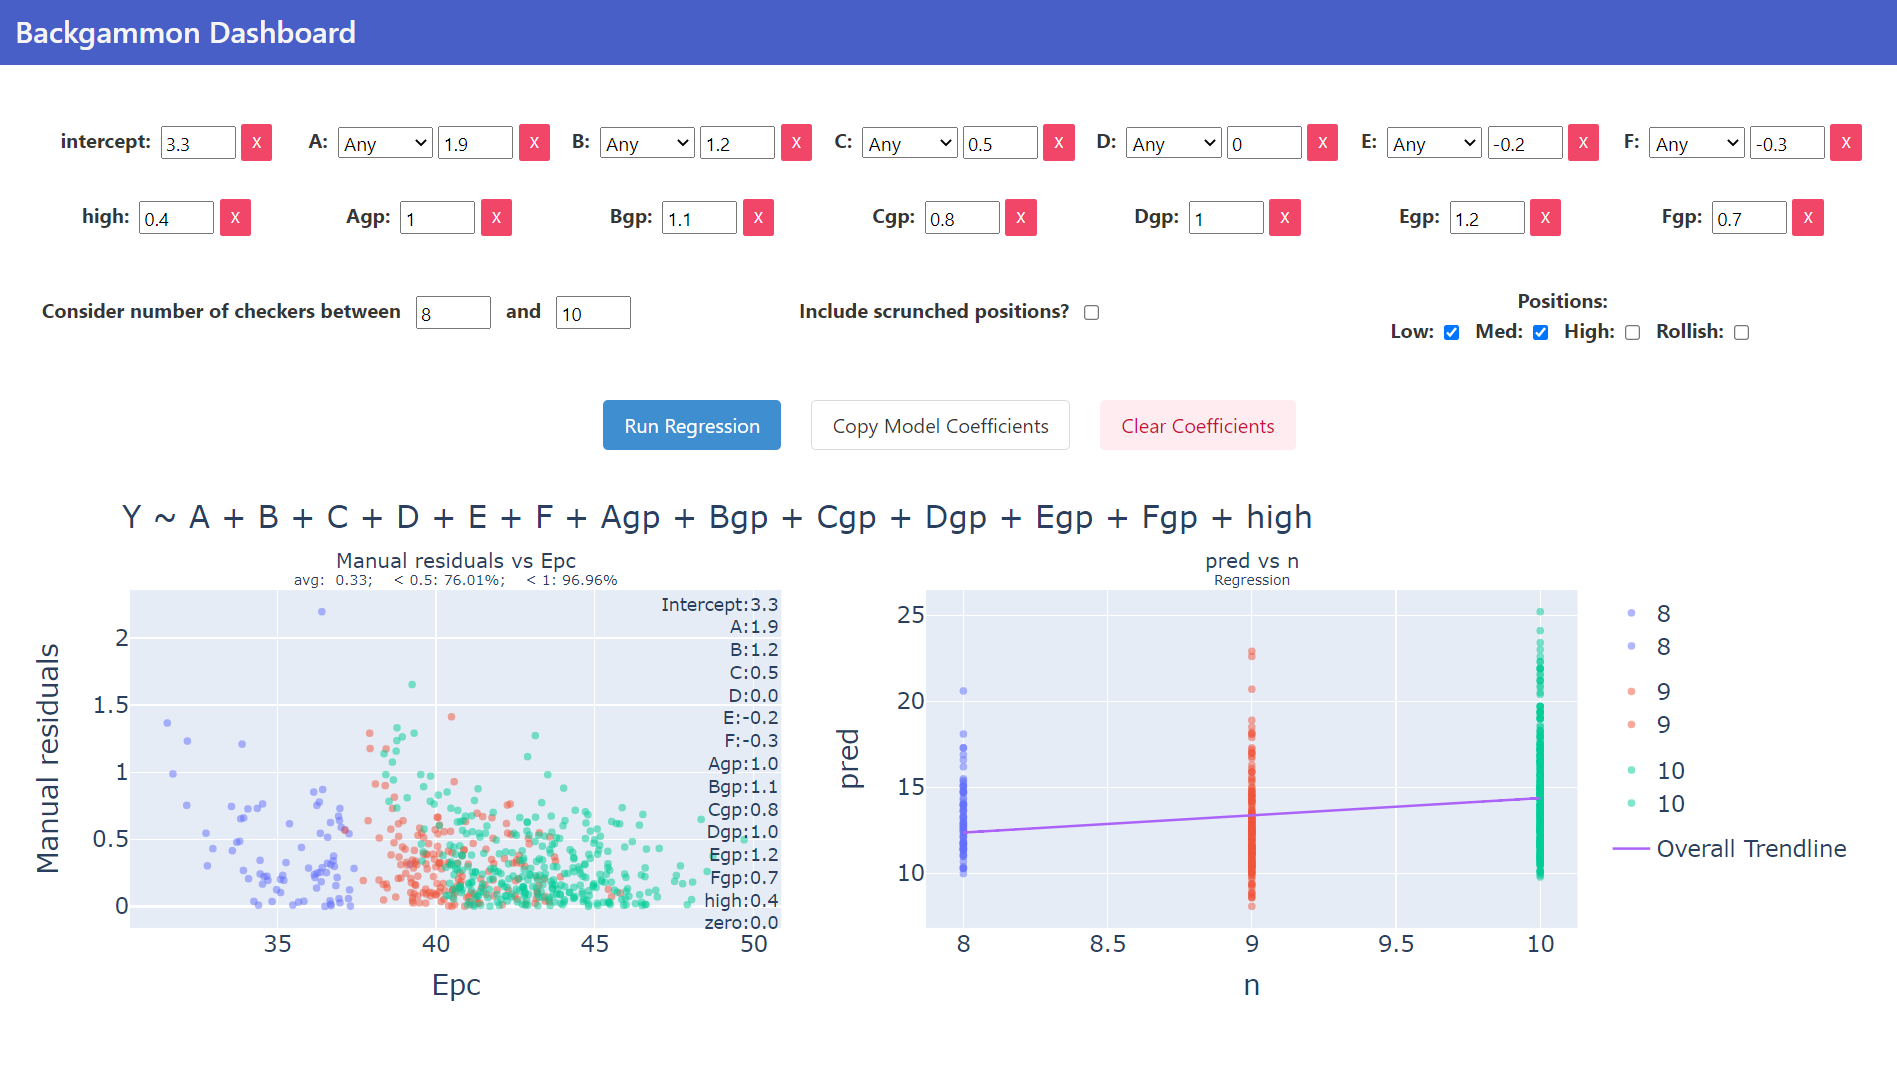 Backgammon Dashboard
intercept: 3.3 X A: Any 1.9 X B: Any 1.2 X C: Any 0.5 X D: Any 0 X E: Any -0.2 X F: Any -0.3 X
high: 0.4 X Agp: 1 X Bgp: 1.1 X Cgp: 0.8 X Dgp: 1 X Egp: 1.2 X Fgp: 0.7 X
Consider number of checkers between 8 and 10 Include scrunched positions?
Positions:
Low: Med: High: Rollish:
Run Regression Copy Model Coefficients Clear Coefficients
Y ~ A + B + C + D + E + F + Agp + Bgp + Cgp + Dgp + Egp + Fgp + high
Manual residuals vs Epc
avg: 0.33; < 0.5: 76.01%; < 1: 96.96%
Manual residuals
2
1.5
1
0.5
0
Intercept:3.3
A:1.9
B:1.2
C:0.5
D:0.0
E:-0.2
F:-0.3
Agp:1.0
Bgp:1.1
Cgp:0.8
Dgp:1.0
Egp:1.2
Fgp:0.7
high:0.4
zero:0.0
35 40 45 50
Epc
pred vs n
Regression
pred
25
20
15
10
8 8.5 9 9.5 10
n
8
8
9
9
10
10
Overall Trendline